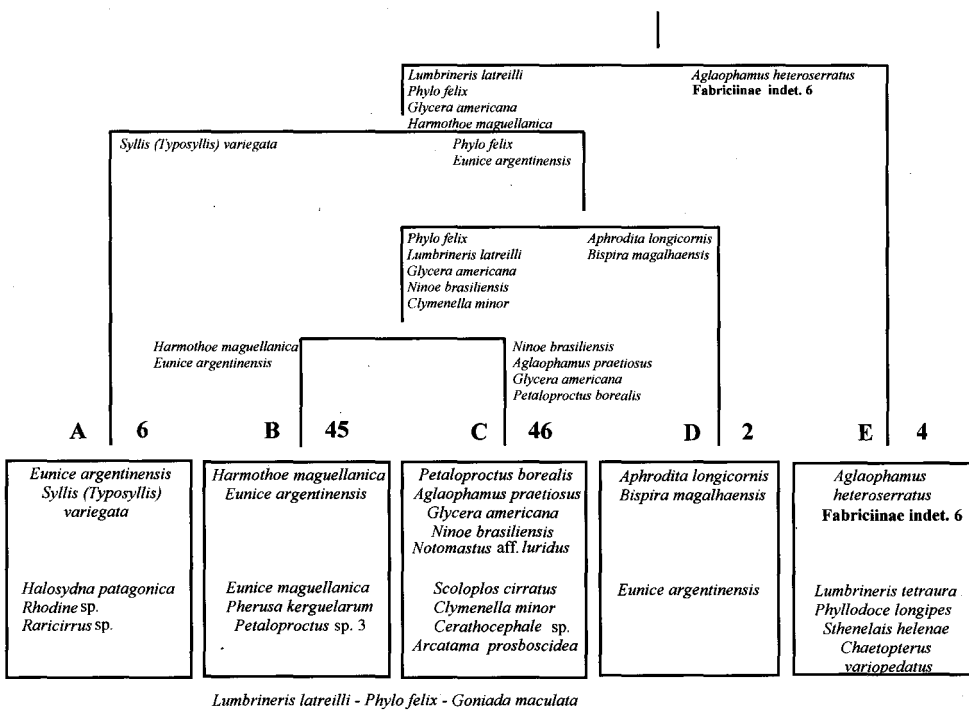 Lumbrineris latreilli
Phylo felix
Glycera americana
Harmothoe maguellanica
Aglaophamus heteroserratus
Fabriciinae indet. 6
Syllis (Typosyllis) variegata
Phylo felix
Eunice argentinensis
Phylo felix
Lumbrineris latreilli
Glycera americana
Ninoe brasiliensis
Clymenella minor
Aphrodita longicornis
Bispira magalhaensis
Harmothoe maguellanica
Eunice argentinensis
Ninoe brasiliensis
Aglaophamus praetiosus
Glycera americana
Petaloproctus borealis
A 6 B 45 C 46 D 2 E 4
Eunice argentinensis
Syllis (Typosyllis)
variegata
Halosydna patagonica
Rhodine sp.
Raricirrus sp.
Harmothoe maguellanica
Eunice argentinensis
Eunice maguellanica
Pherusa kerguelarum
Petaloproctus sp. 3
Petaloproctus borealis
Aglaophamus praetiosus
Glycera americana
Ninoe brasiliensis
Notomastus aff. luridus
Scoloplos cirratus
Clymenella minor
Cerathocephale sp.
Arcatama prosboscidea
Aphrodita longicornis
Bispira magalhaensis
Eunice argentinensis
Aglaophamus
heteroserratus
Fabriciinae indet. 6
Lumbrineris tetraura
Phyllodoce longipes
Sthenelais helenae
Chaetopterus
variopedatus
Lumbrineris latreilli - Phylo felix - Goniada maculata